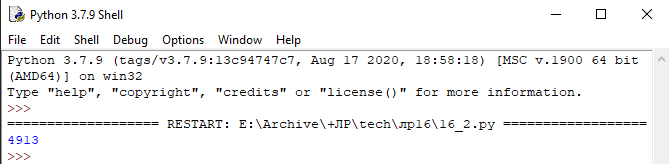 Python 3.7.9 Shell
File Edit Shell Debug Options Window Help
Python 3.7.9 (tags/v3.7.9:13c94747c7, Aug 17 2020, 18:58:18) [MSC v.1900 64 bit
(AMD64)] on win32
Type "help", "copyright", "credits" or "license()" for more information.
>>>
=================== RESTART: E:\Archive\+ЛР\tech\лр16\16_2.py ==================
4913
>>>